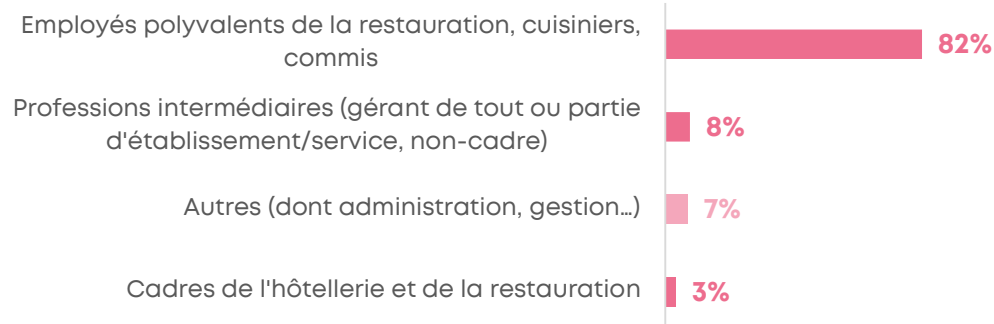 Employés polyvalents de la restauration, cuisiniers,
commis
82%
Professions intermédiaires (gérant de tout ou partie
d'établissement/service, non-cadre)
8%
Autres (dont administration, gestion…)
7%
Cadres de l'hôtellerie et de la restauration
3%